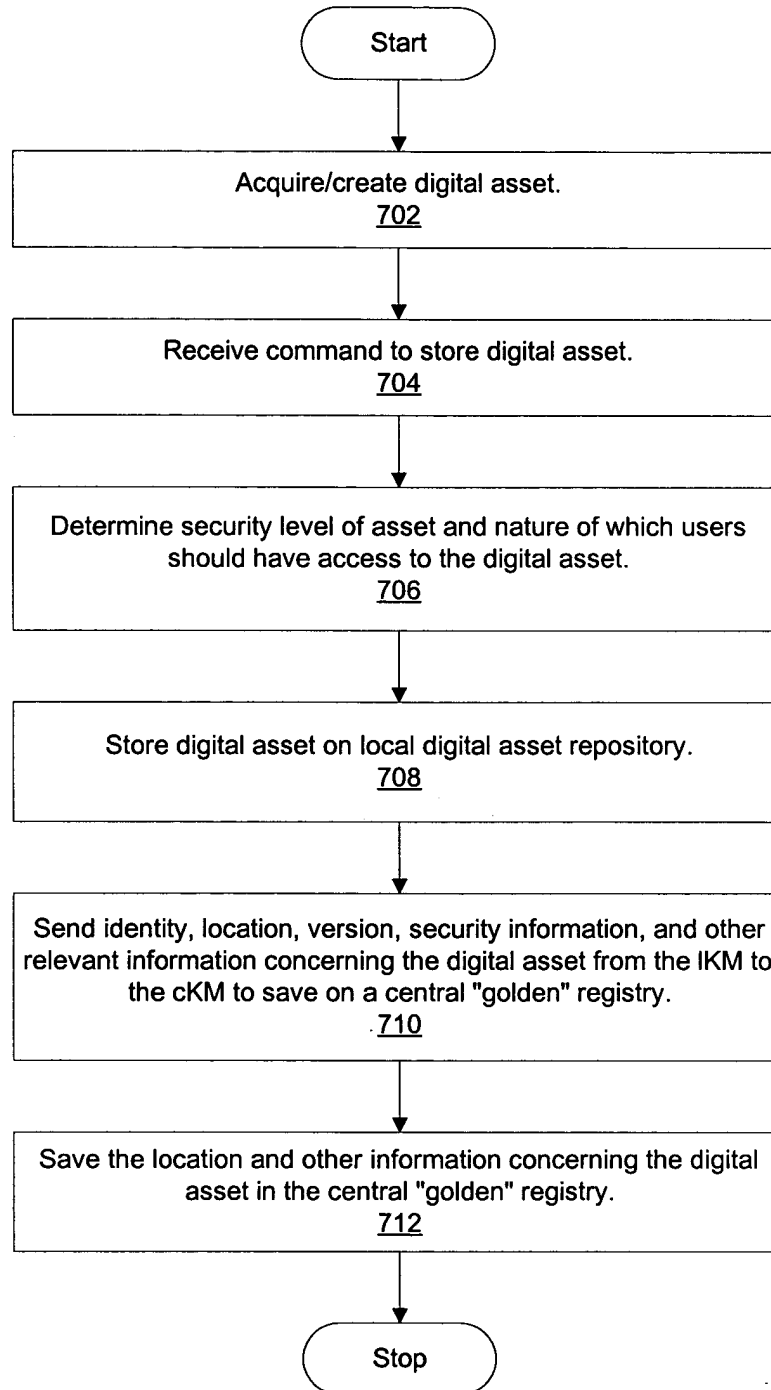 Start
Acquire/create digital asset.
702
Receive command to store digital asset.
704
Determine security level of asset and nature of which users
should have access to the digital asset.
706
Store digital asset on local digital asset repository.
708
Send identity, location, version, security information, and other
relevant information concerning the digital asset from the lKM to
the cKM to save on a central "golden" registry.
710
Save the location and other information concerning the digital
asset in the central "golden" registry.
712
Stop